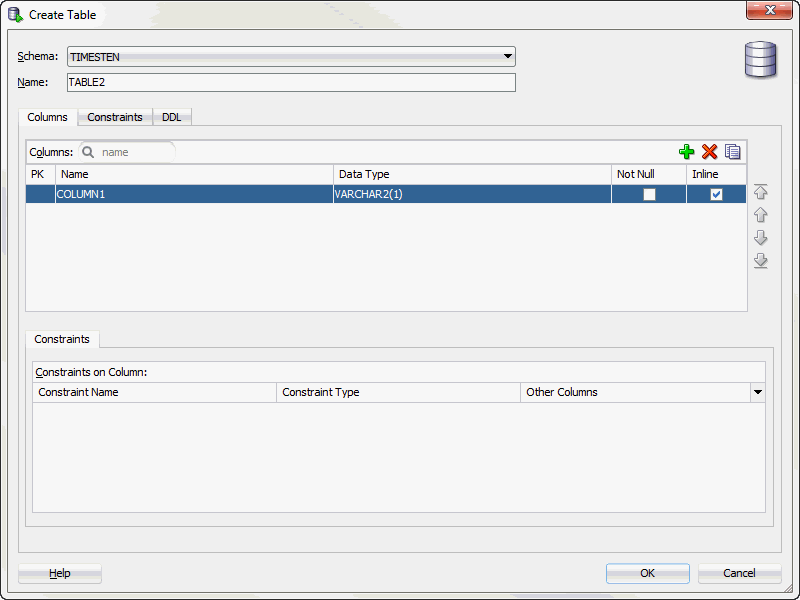 Create Table
Schema: TIMESTEN
Name: TABLE2
Columns Constraints DDL
Columns: name
PK Name Data Type Not Null Inline
COLUMN1 VARCHAR2(1)
Constraints
Constraints on Column:
Constraint Name Constraint Type Other Columns
Help OK Cancel